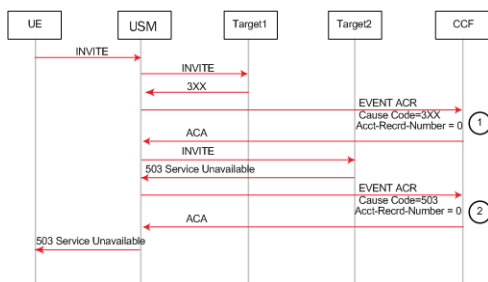 UE
USM
Target1
Target2
CCF
INVITE
INVITE
3XX
EVENT ACR
Cause Code=3XX
Acct-Recrd-Number = 0
1
ACA
INVITE
503 Service Unavailable
EVENT ACR
Cause Code=503
Acct-Recrd-Number = 0
2
ACA
503 Service Unavailable